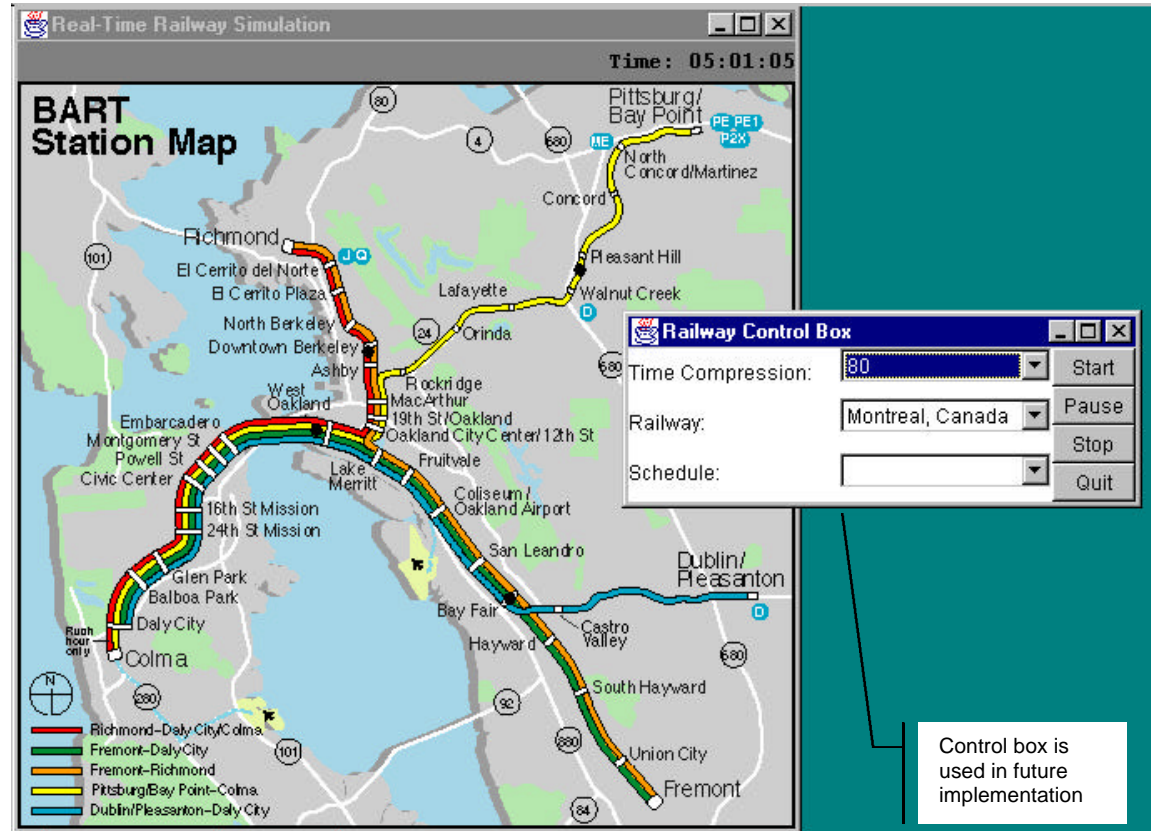 Real-Time Railway Simulation
Time: 05:01:05
BART
Station Map
80
4
680
Pittsburg/
Bay Point
PE PE1
P2X
ME
North
Concord/Martinez
Concord
Richmond
J Q
101
El Cerrito del Norte
El Cerrito Plaza
North Berkeley
Downtown Berkeley
Ashby
Pleasant Hill
Lafayette
Walnut Creek
D
24
Orinda
680
Rockridge
MacArthur
19th St/Oakland
Oakland City Center/12th St
West
Oakland
Embarcadero
Montgomery St
Powell St
Civic Center
Lake
Merritt
Fruitvale
16th St Mission
24th St Mission
Coliseum/
Oakland Airport
San Leandro
Glen Park
Balboa Park
Daly City
Rush
hour
only
Colma
Bay Fair
Dublin/
Pleasanton
D
Castro
Valley
Hayward
680
South Hayward
N
280
92
880
Union City
Fremont
101
84
Richmond-Daly City/Colma
Fremont-Daly City
Fremont-Richmond
Pittsburg/Bay Point-Colma
Dublin/Pleasanton-Daly City
Railway Control Box
Time Compression: 80 Start
Pause
Railway: Montreal, Canada
Stop
Schedule:
Quit
Control box is
used in future
implementation